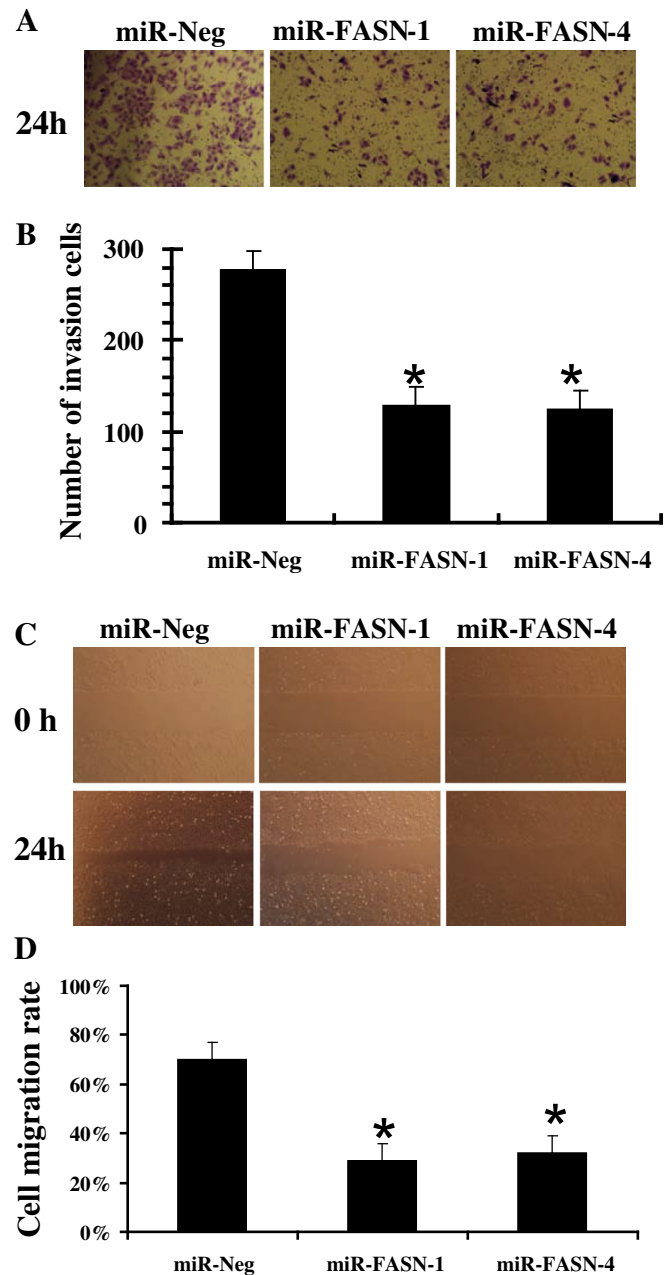 A
miR-Neg miR-FASN-1 miR-FASN-4
24h
B
Number of invasion cells
300
200
100
0
miR-Neg miR-FASN-1 miR-FASN-4
C
miR-Neg miR-FASN-1 miR-FASN-4
0 h
24h
D
Cell migration rate
100%
80%
60%
40%
20%
0%
* *
* *
miR-Neg miR-FASN-1 miR-FASN-4